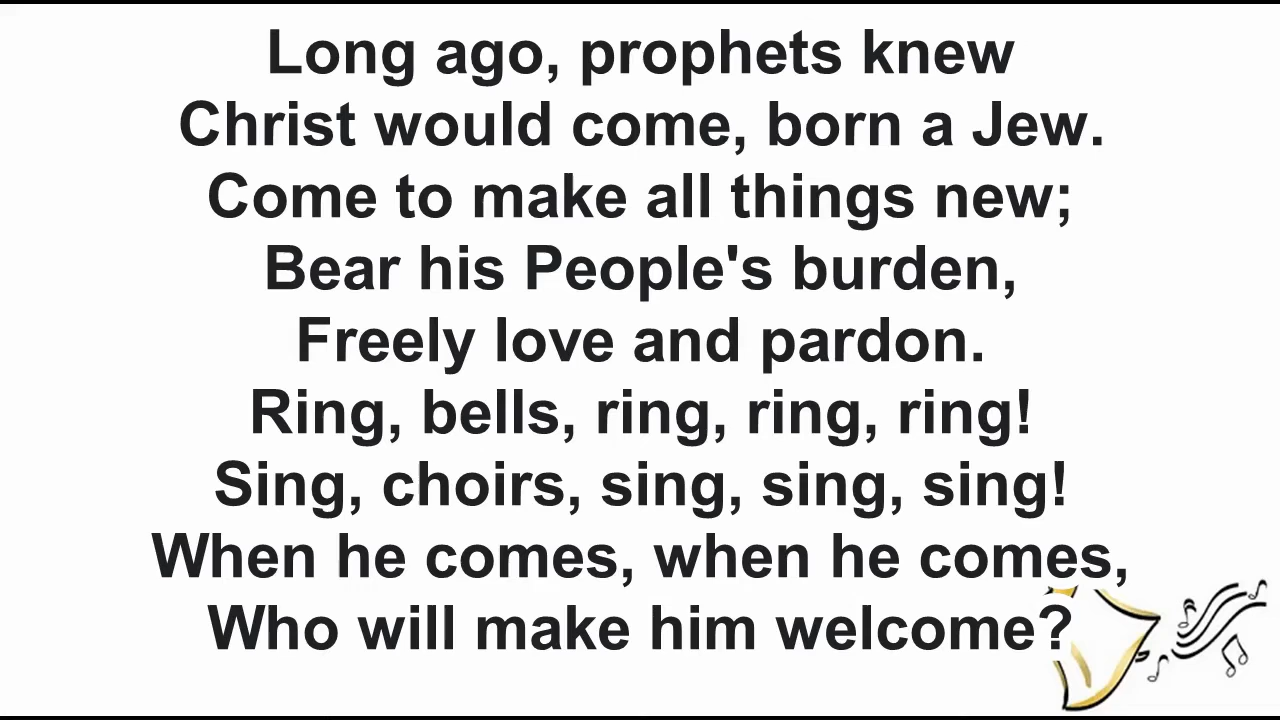 Long ago, prophets knew
Christ would come, born a Jew.
Come to make all things new;
Bear his People's burden,
Freely love and pardon.
Ring, bells, ring, ring, ring!
Sing, choirs, sing, sing, sing!
When he comes, when he comes,
Who will make him welcome?